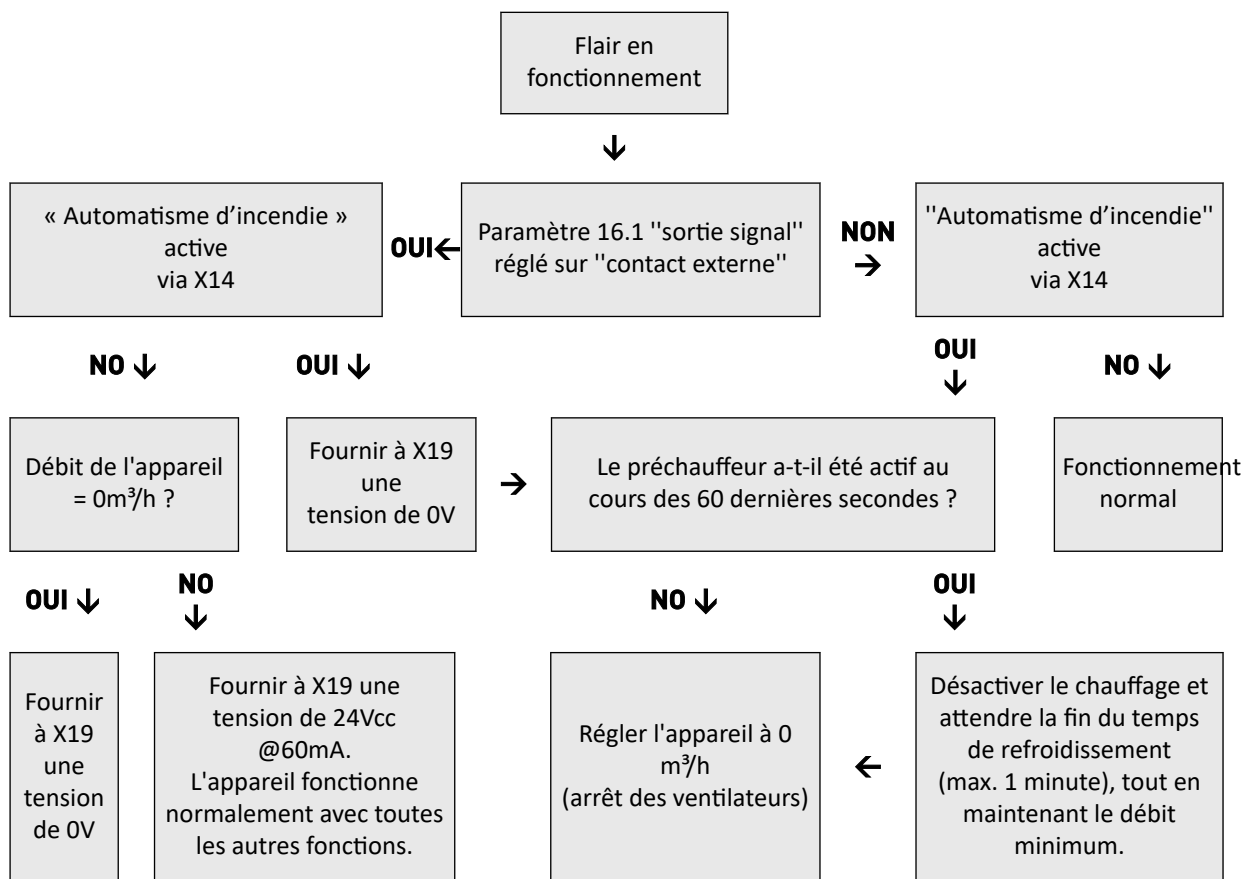 Flair en
fonctionnement
« Automatisme d'incendie »
active
via X14
OUI
Paramètre 16.1 ''sortie signal''
réglé sur ''contact externe''
NON
''Automatisme d'incendie''
active
via X14
NO
OUI
OUI
NO
Débit de l'appareil
= 0m³/h ?
Fournir à X19
une
tension de 0V
Le préchauffeur a-t-il été actif au
cours des 60 dernières secondes ?
Fonctionnement
normal
OUI
NO
NO
OUI
Fournir
à X19
une
tension
de 0V
Fournir à X19 une
tension de 24Vcc
@60mA.
L'appareil fonctionne
normalement avec toutes
les autres fonctions.
Régler l'appareil à 0
m³/h
(arrêt des ventilateurs)
Désactiver le chauffage et
attendre la fin du temps
de refroidissement
(max. 1 minute), tout en
maintenant le débit
minimum.